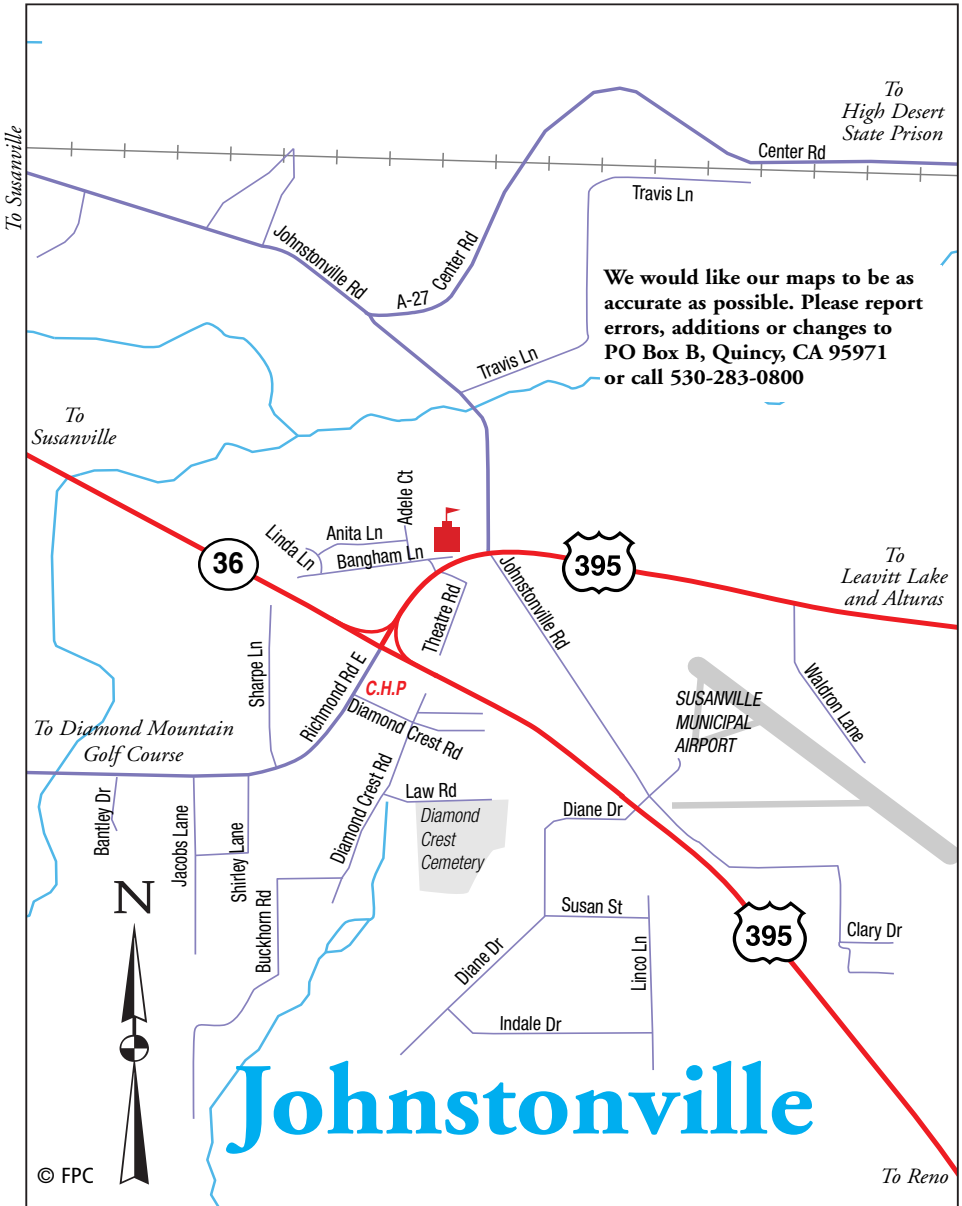 To
High Desert
State Prison
Center Rd
To Susanville
Travis Ln
Johnstonville Rd
Center Rd
A-27
We would like our maps to be as
accurate as possible. Please report
errors, additions or changes to
PO Box B, Quincy, CA 95971
or call 530-283-0800
Travis Ln
To
Susanville
Adele Ct
Anita Ln
Linda Ln
Bangham Ln
36
395
To
Leavitt Lake
and Alturas
Johnstonville Rd
Theatre Rd
Sharpe Ln
Richmond Rd E
C.H.P
Waldron Lane
SUSANVILLE
MUNICIPAL
AIRPORT
To Diamond Mountain
Golf Course
Diamond Crest Rd
Diamond Crest Rd
Law Rd
Diamond
Crest
Cemetery
Diane Dr
Bantley Dr
Jacobs Lane
Shirley Lane
N
Buckhorn Rd
Susan St
395
Clary Dr
Diane Dr
Linco Ln
Indale Dr
Johnstonville
© FPC
To Reno